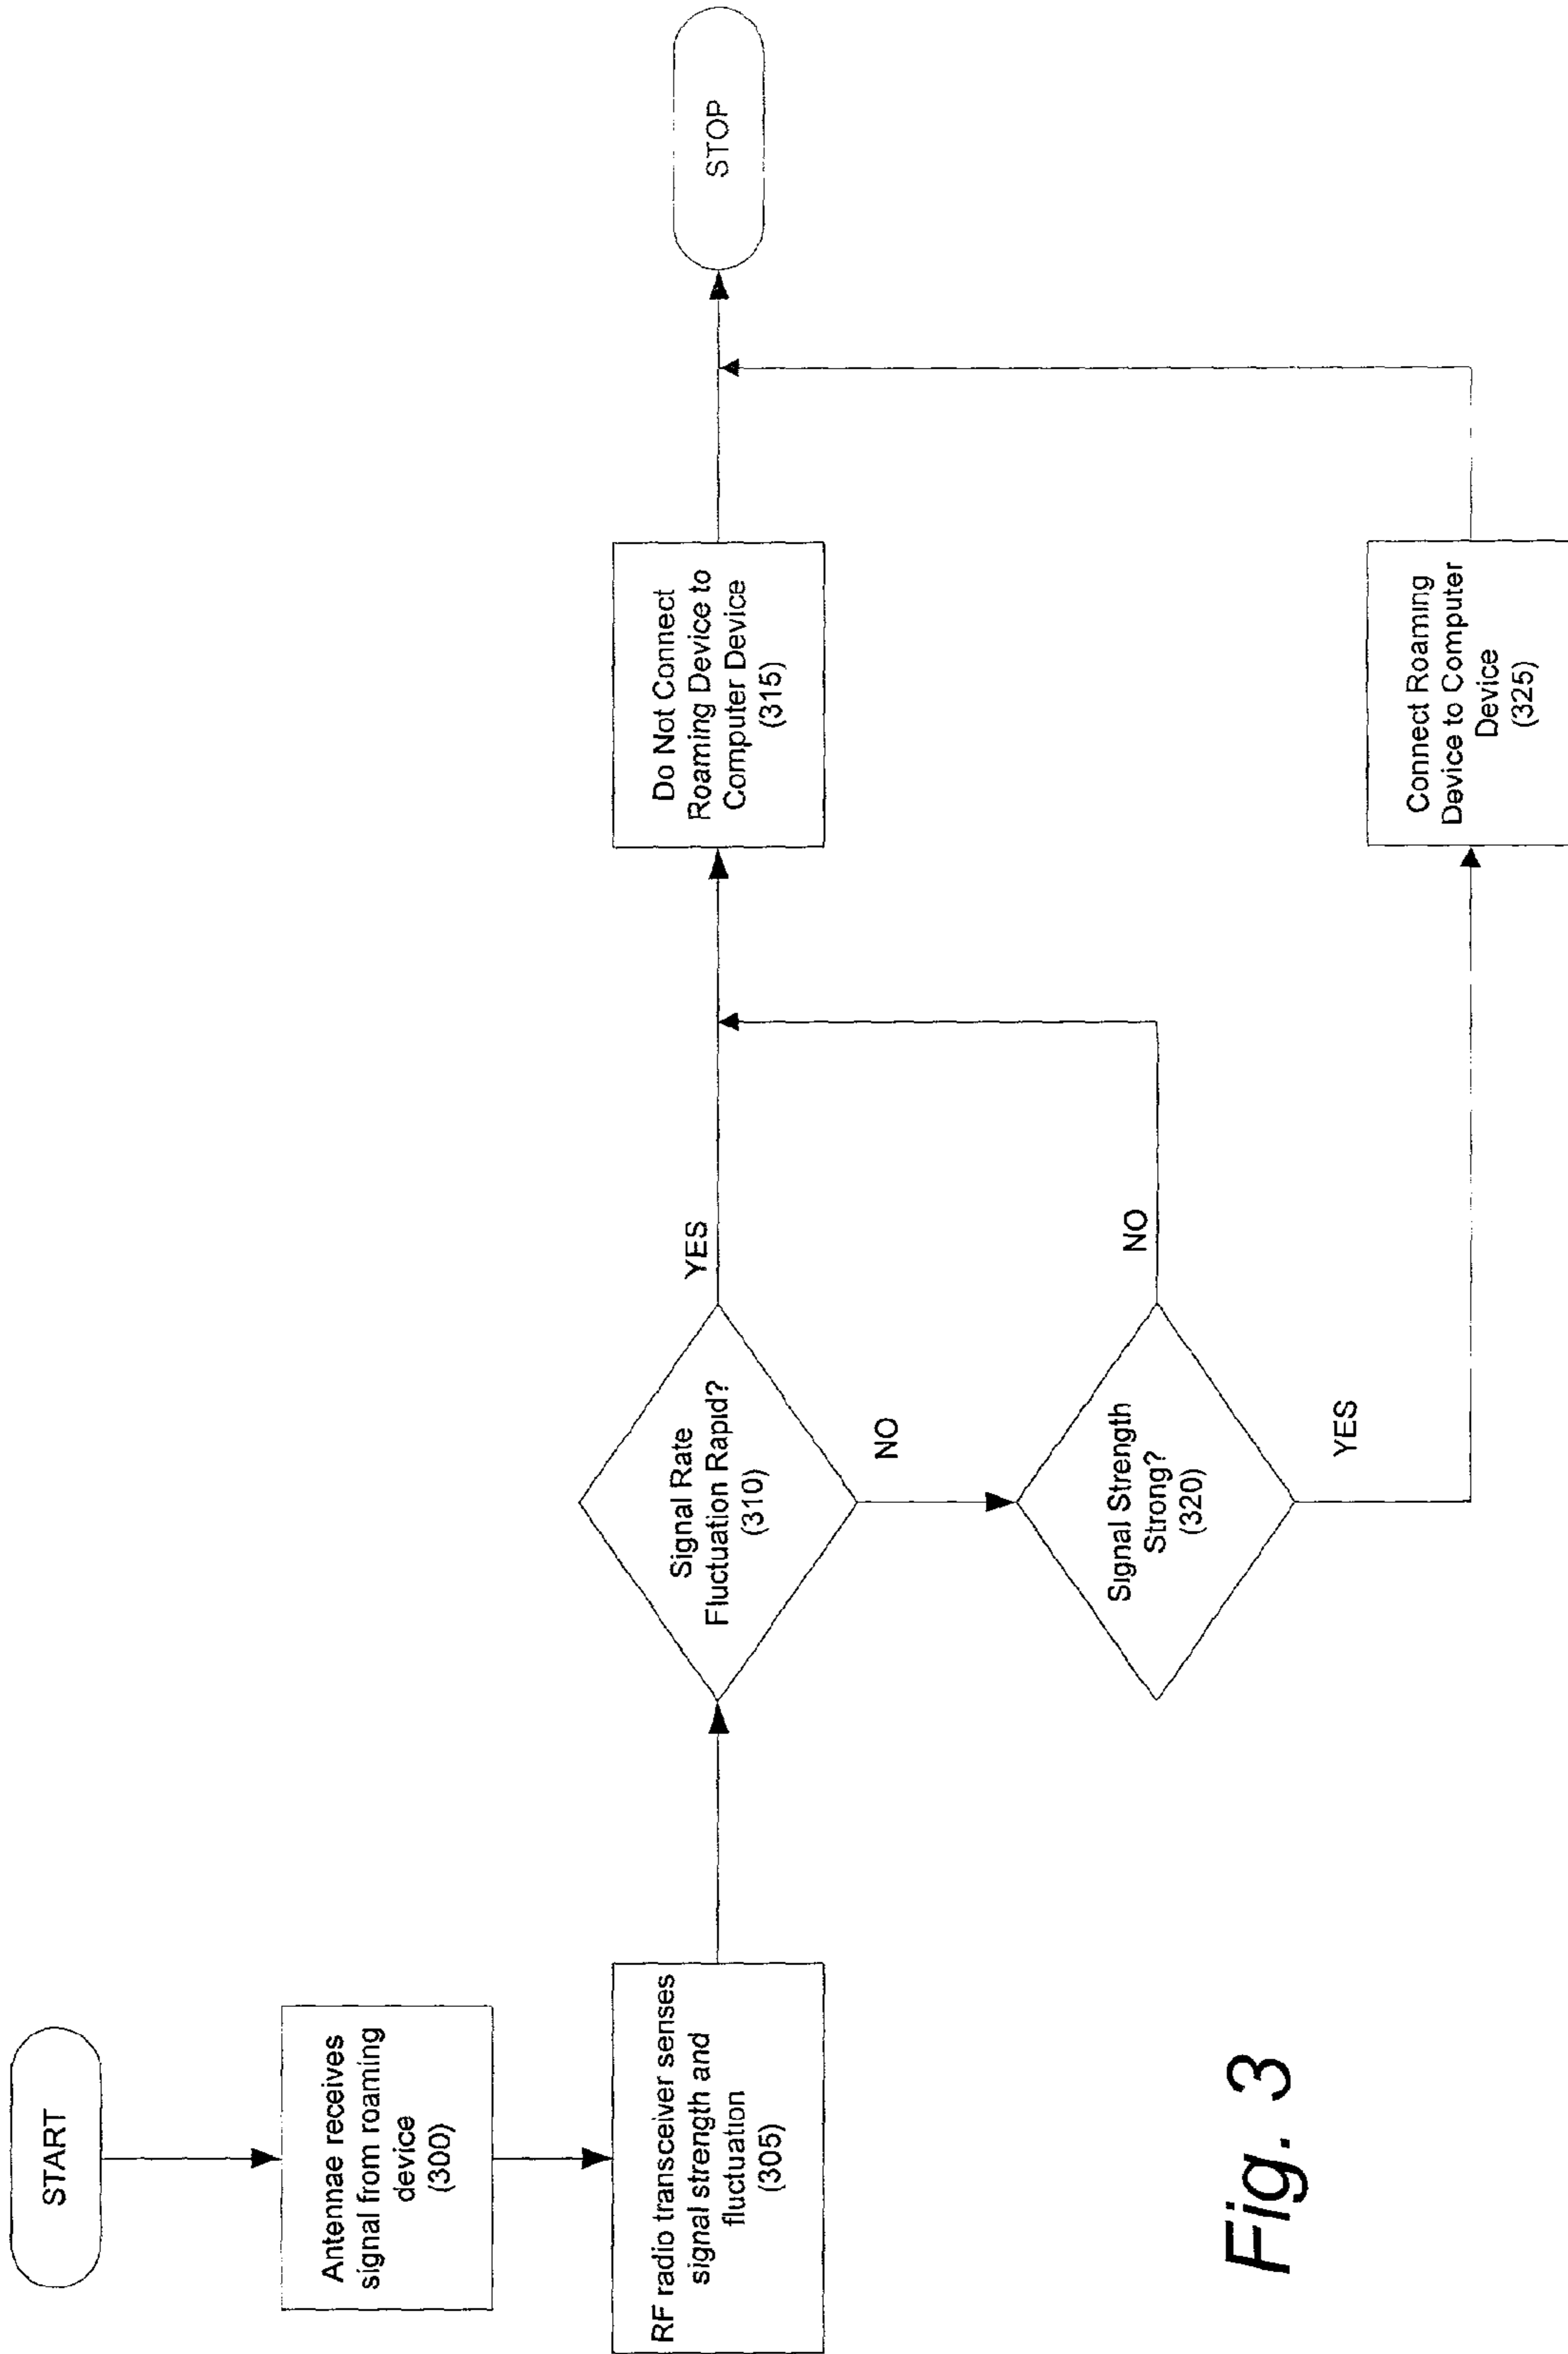 START
Antennae receives
signal from roaming
device
(300)
RF radio transceiver senses
signal strength and
fluctuation
(305)
Signal Rate
Fluctuation Rapid?
(310)
YES
NO
Do Not Connect
Roaming Device to
Computer Device
(315)
STOP
Signal Strength
Strong?
(320)
NO
YES
Connect Roaming
Device to Computer
Device
(325)
Fig. 3